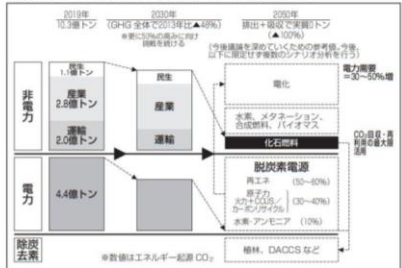 2019年
10.3億トン
2030年
(GHG全体で2013年比▲46%)
※更に50%の高みに向け
挑戦を続ける
2050年
排出+吸収で実質0トン
(▲100%)
(今後議論を深めていくための参考値。今後、
以下に限定せず複数のシナリオ分析を行う)
非電力
民生
1.1億トン
産業
2.8億トン
運輸
2.0億トン
民生
産業
運輸
電化
電力需要
=30~50%増
水素、メタネーション、
合成燃料、バイオマス
化石燃料
CO₂回収・再
利用の最大限
活用
電力
4.4億トン
脱炭素電源
再エネ (50~60%)
原子力
火力+CCUS/
カーボンリサイクル
(30~40%)
水素・アンモニア (10%)
炭素
除去
※数値はエネルギー起源CO₂
植林、DACCSなど